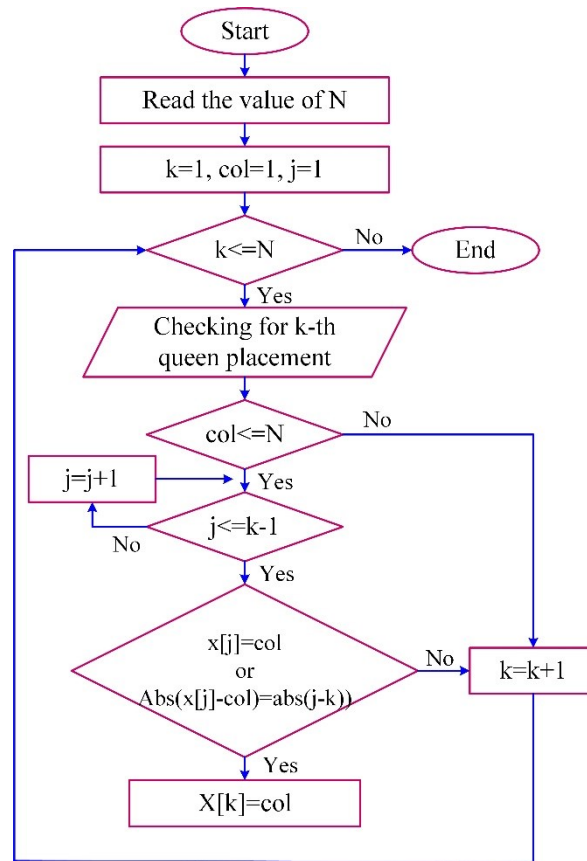 Start
Read the value of N
k=1, col=1, j=1
k<=N
No
End
Yes
Checking for k-th
queen placement
col<=N
No
j=j+1
Yes
j<=k-1
No
Yes
x[j]=col
or
Abs(x[j]-col)=abs(j-k))
No
k=k+1
Yes
X[k]=col